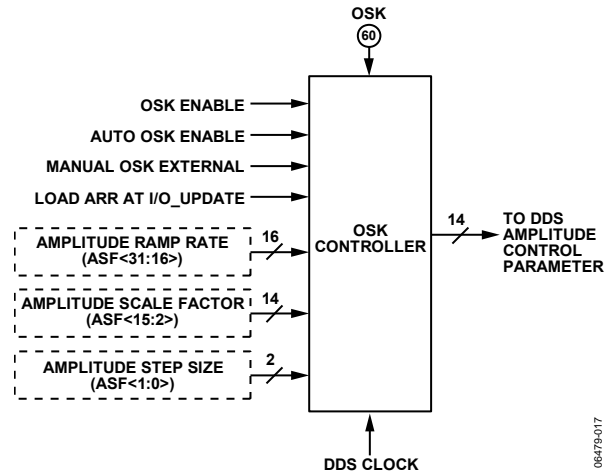 OSK
60
OSK ENABLE
AUTO OSK ENABLE
MANUAL OSK EXTERNAL
LOAD ARR AT I/O_UPDATE
AMPLITUDE RAMP RATE
(ASF<31:16>)
16
AMPLITUDE SCALE FACTOR
(ASF<15:2>)
14
AMPLITUDE STEP SIZE
(ASF<1:0>)
2
OSK
CONTROLLER
14
TO DDS
AMPLITUDE
CONTROL
PARAMETER
DDS CLOCK
06479-017